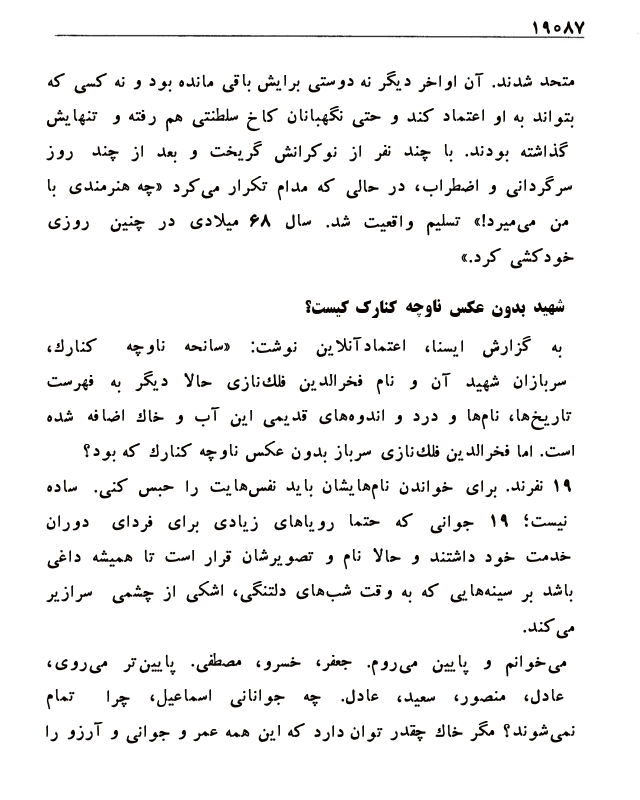 ۱۹۰۸۷
متحد شدند. آن اواخر دیگر نه دوستی برایش باقی مانده بود و نه کسی که
بتواند به او اعتماد کند و حتی نگهبانان کاخ سلطنتی هم رفته و تنهایش
گذاشته بودند. با چند نفر از نوکرانش گریخت و بعد از چند روز
سرگردانی و اضطراب، در حالی که مدام تکرار می‌کرد «چه هنرمندی با
من می‌میرد!» تسلیم واقعیت شد. سال ۶۸ میلادی در چنین روزی
خودکشی کرد.»
شهید بدون عکس ناوچه کنارک کیست؟
به گزارش ایسنا، اعتمادآنلاین نوشت: «سانحه ناوچه کنارک،
سربازان شهید آن و نام فخرالدین فلک‌نازی حالا دیگر به فهرست
تاریخ‌ها، نام‌ها و درد و اندوه‌های قدیمی این آب و خاک اضافه شده
است. اما فخرالدین فلک‌نازی سرباز بدون عکس ناوچه کنارک که بود؟
۱۹ نفرند. برای خواندن نام‌هایشان باید نفس‌هایت را حبس کنی. ساده
نیست؛ ۱۹ جوانی که حتما رویاهای زیادی برای فردای دوران
خدمت خود داشتند و حالا نام و تصویرشان قرار است تا همیشه داغی
باشد بر سینه‌هایی که به وقت شب‌های دلتنگی، اشکی از چشمی سرازیر
می‌کند.
می‌خوانم و پایین می‌روم. جعفر، خسرو، مصطفی. پایین‌تر می‌روی،
عادل، منصور، سعید، عادل. چه جوانانی اسماعیل، چرا تمام
نمی‌شوند؟ مگر خاک چقدر توان دارد که این همه عمر و جوانی و آرزو را